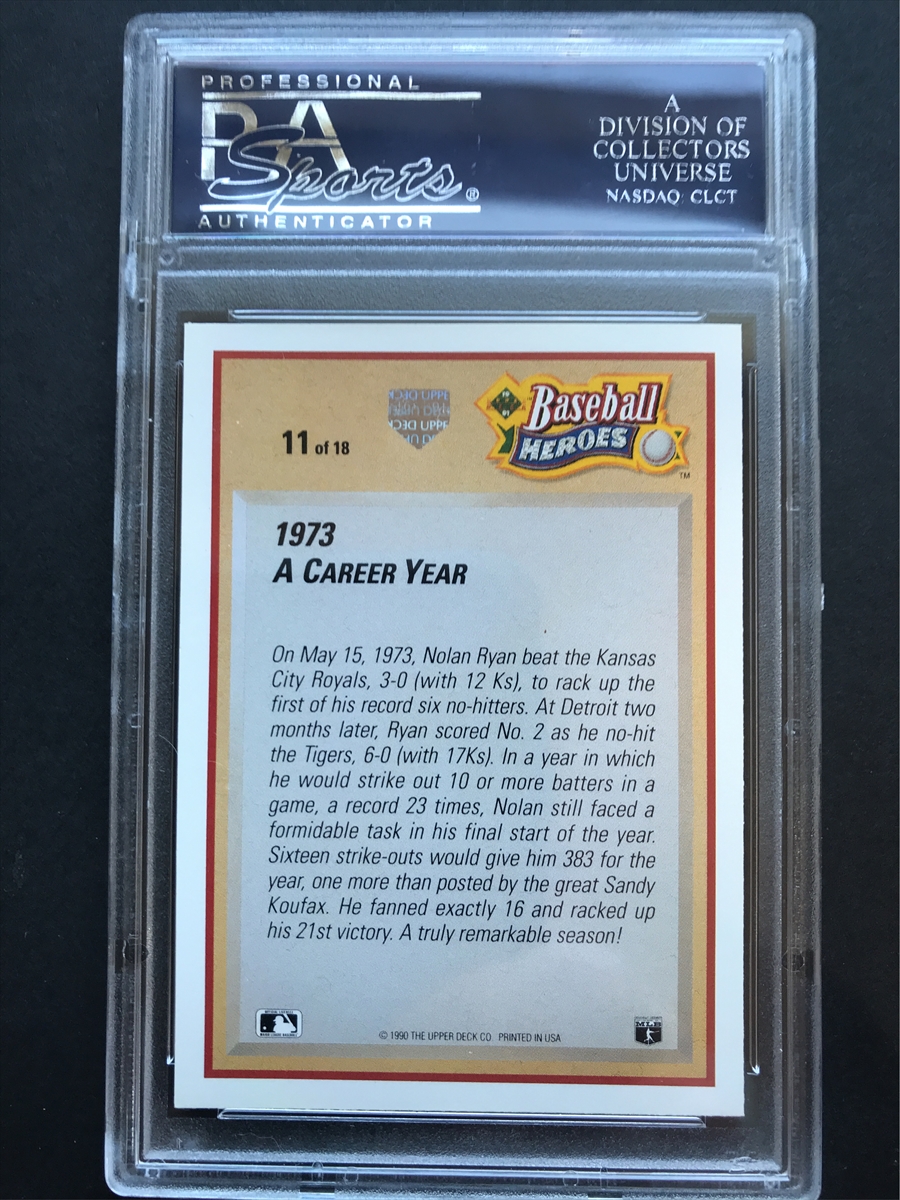 PROFESSIONAL
PSA
Sports®
AUTHENTICATOR
A
DIVISION OF
COLLECTORS
UNIVERSE
NASDAQ: CLCT
11 of 18
UPPER DECK
19
91
Baseball
HEROES
TM
1973
A CAREER YEAR
On May 15, 1973, Nolan Ryan beat the Kansas
City Royals, 3-0 (with 12 Ks), to rack up the
first of his record six no-hitters. At Detroit two
months later, Ryan scored No. 2 as he no-hit
the Tigers, 6-0 (with 17Ks). In a year in which
he would strike out 10 or more batters in a
game, a record 23 times, Nolan still faced a
formidable task in his final start of the year.
Sixteen strike-outs would give him 383 for the
year, one more than posted by the great Sandy
Koufax. He fanned exactly 16 and racked up
his 21st victory. A truly remarkable season!
© 1990 THE UPPER DECK CO. PRINTED IN USA